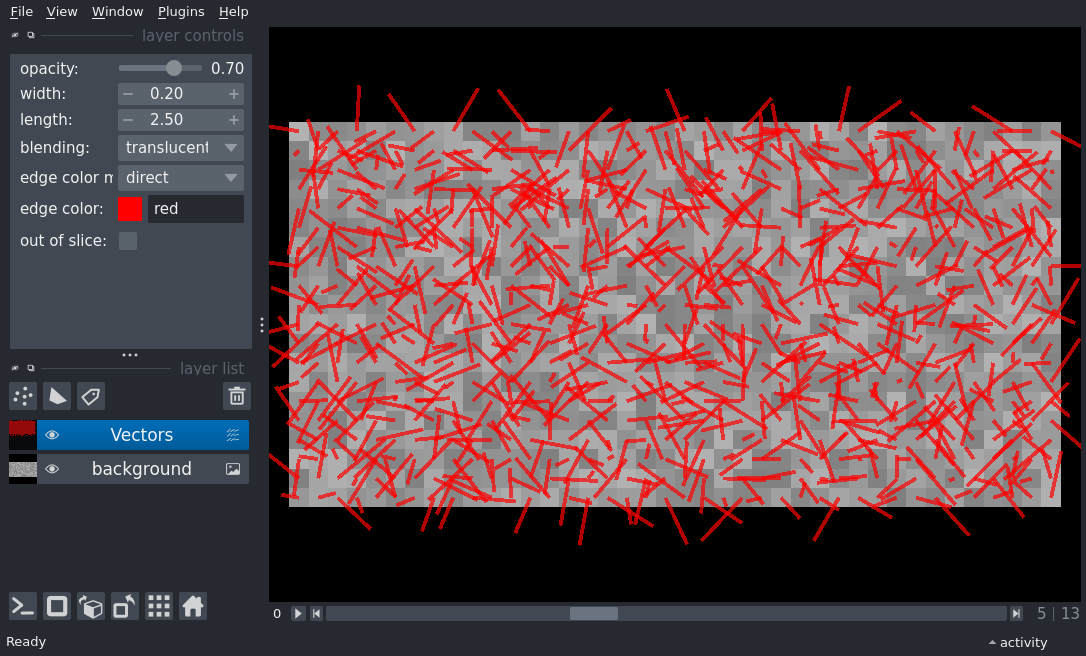 File View Window Plugins Help
layer controls
opacity: 0.70
width: − 0.20 +
length: − 2.50 +
blending: translucent
edge color m direct
edge color: red
out of slice:
layer list
Vectors
background
0 5 | 13
Ready activity